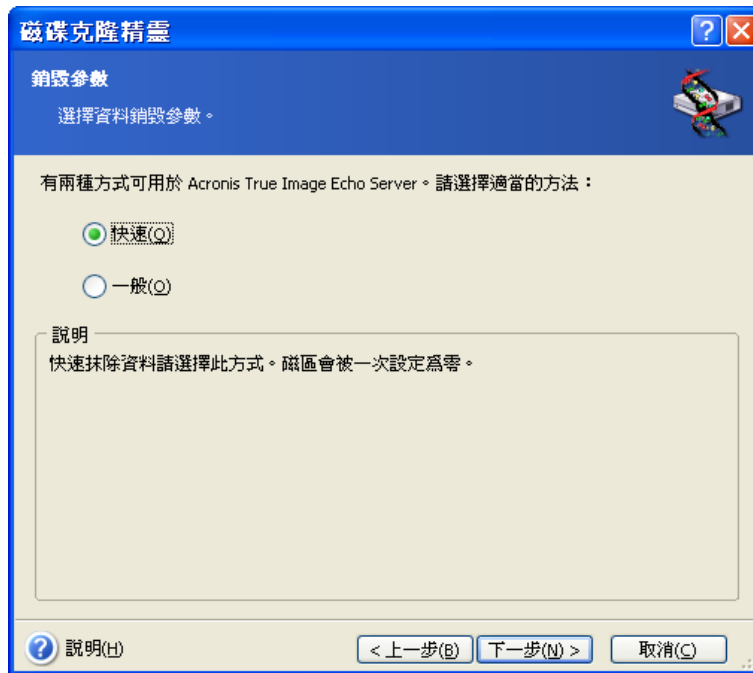 磁碟克隆精靈
銷毀參數
選擇資料銷毀參數。
有兩種方式可用於 Acronis True Image Echo Server。請選擇適當的方法：
快速(Q)
一般(O)
說明
快速抹除資料請選擇此方式。磁區會被一次設定爲零。
說明(H)
< 上一步(B)
下一步(N) >
取消(C)